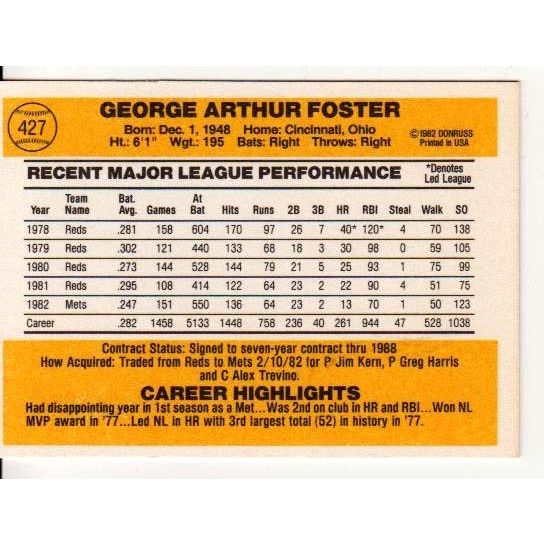 427
GEORGE ARTHUR FOSTER
Born: Dec. 1, 1948 Home: Cincinnati, Ohio
Ht.: 6'1" Wgt.: 195 Bats: Right Throws: Right
©1982 DONRUSS
Printed in USA
RECENT MAJOR LEAGUE PERFORMANCE
*Denotes
Led League
Year Team Name Bat. Avg. Games At Bat Hits Runs 2B 3B HR RBI Steal Walk SO
1978 Reds .281 158 604 170 97 26 7 40* 120* 4 70 138
1979 Reds .302 121 440 133 68 18 3 30 98 0 59 105
1980 Reds .273 144 528 144 79 21 5 25 93 1 75 99
1981 Reds .295 108 414 122 64 23 2 22 90 4 51 75
1982 Mets .247 151 550 136 64 23 2 13 70 1 50 123
Career .282 1458 5133 1448 758 236 40 261 944 47 528 1038
Contract Status: Signed to seven-year contract thru 1988
How Acquired: Traded from Reds to Mets 2/10/82 for P Jim Kern, P Greg Harris
and C Alex Trevino.
CAREER HIGHLIGHTS
Had disappointing year in 1st season as a Met...Was 2nd on club in HR and RBI...Won NL
MVP award in '77...Led NL in HR with 3rd largest total (52) in history in '77.